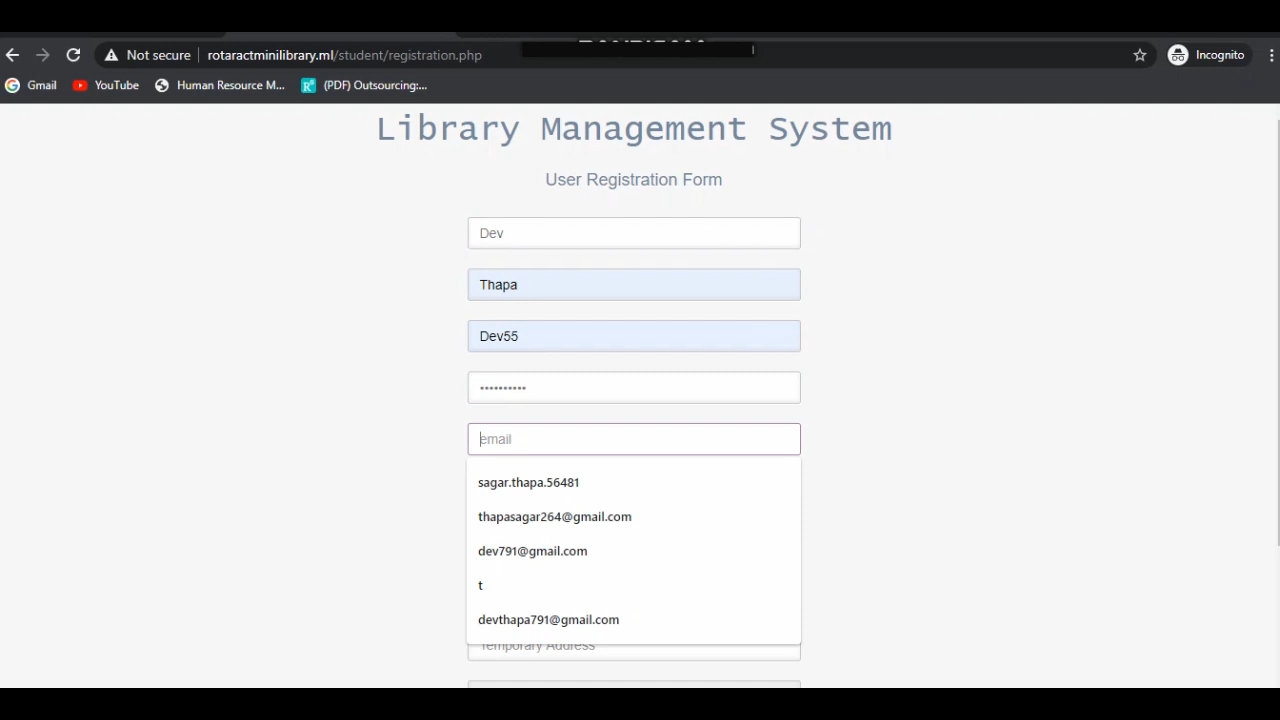 Not secure rotaractminilibrary.ml/student/registration.php Incognito
Gmail YouTube Human Resource M... R⁶ (PDF) Outsourcing:...
Library Management System
User Registration Form
Dev
Thapa
Dev55
••••••••••
email
sagar.thapa.56481
thapasagar264@gmail.com
dev791@gmail.com
t
devthapa791@gmail.com
Temporary Address